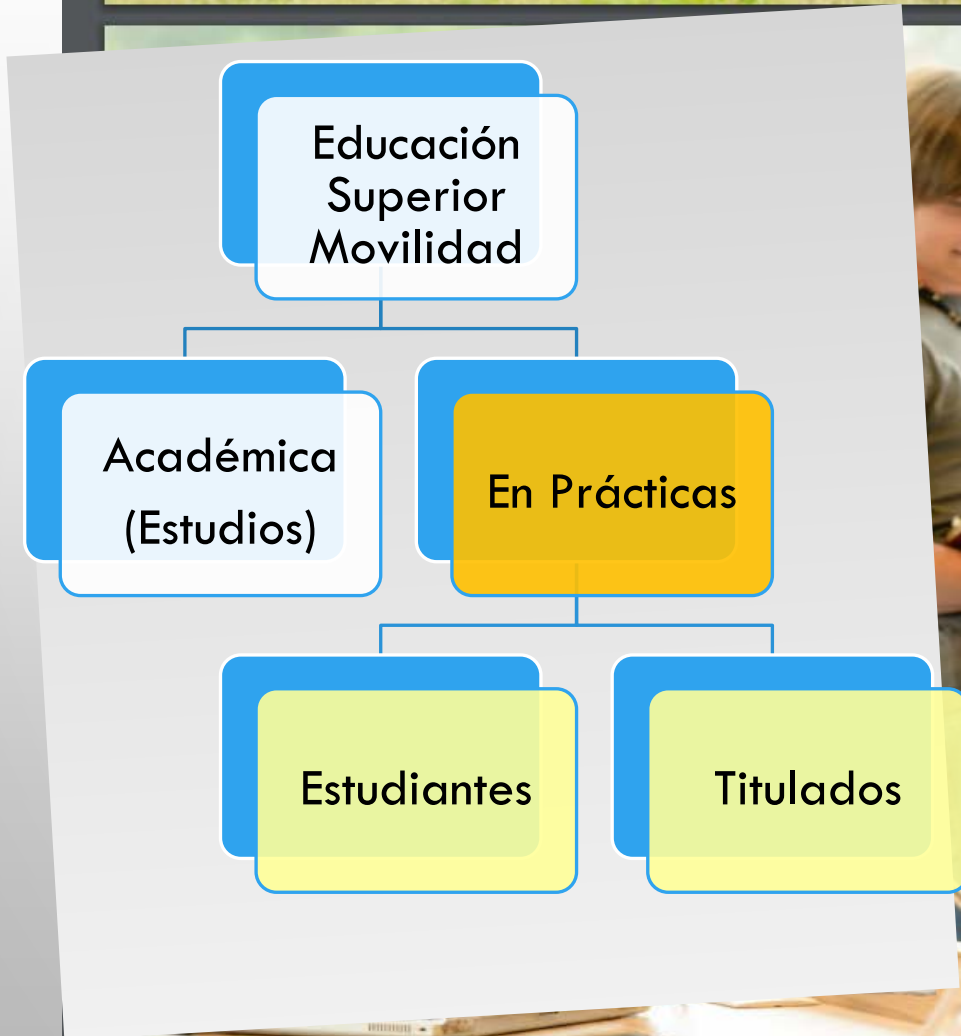 Educación
Superior
Movilidad
Académica
(Estudios)
En Prácticas
Estudiantes
Titulados